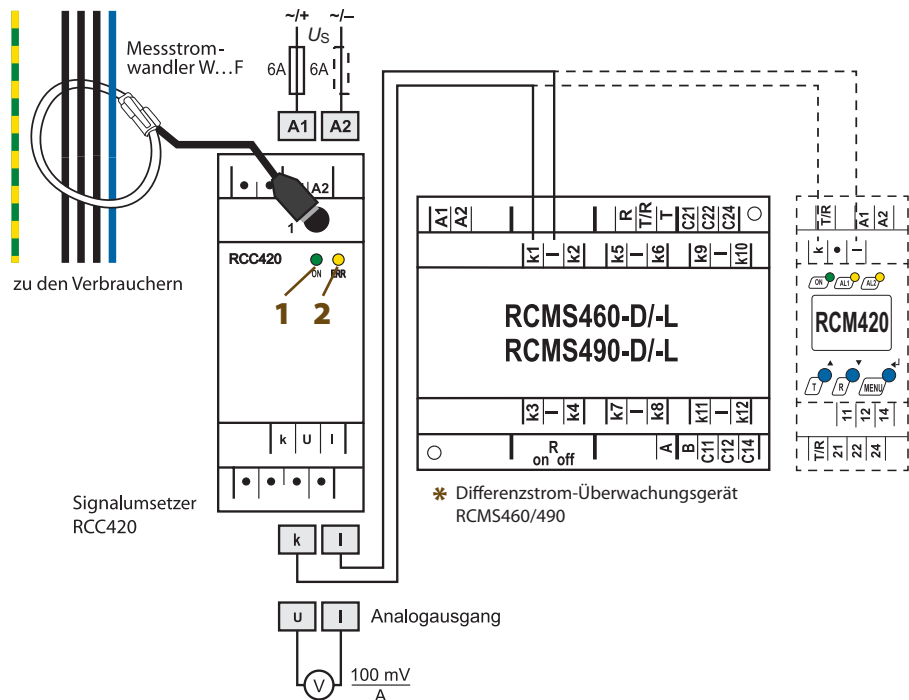 Messstrom-
wandler W...F
zu den Verbrauchern
~/+ ~/–
US
6A 6A
A1 A2
A2
1
RCC420
ON ERR
1 2
k U l
Signalumsetzer
RCC420
k l
U l
Analogausgang
V
100 mV
A
A1 A2 R T/R T C21 C22 C24
k1 l k2 k5 l k6 k9 l k10
RCMS460-D/-L
RCMS490-D/-L
k3 l k4 k7 l k8 k11 l k12
R
on off
A B C11 C12 C14
* Differenzstrom-Überwachungsgerät
RCMS460/490
T/R A1 A2
k l
ON AL1 AL2
RCM420
T R MENU
11 12 14
T/R 21 22 24